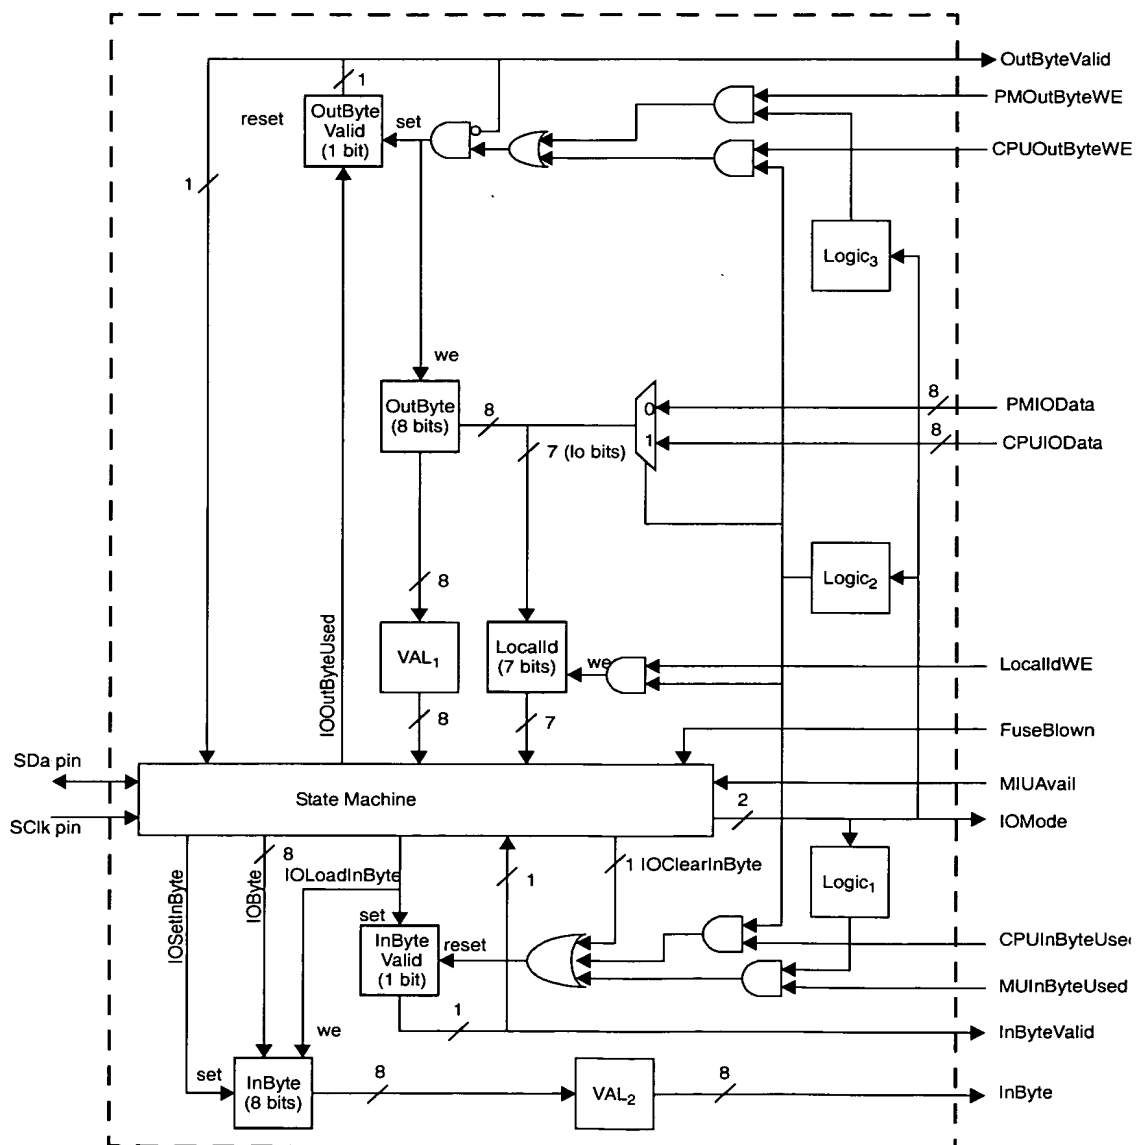 OutByteValid
1
PMOutByteWE
reset
OutByte
Valid
(1 bit)
set
CPUOutByteWE
1
Logic3
we
OutByte
(8 bits)
8
0
8
PMIOData
1
8
CPUIOData
7 (lo bits)
8
Logic2
IOOutByteUsed
VAL1
LocalId
(7 bits)
we
LocalIdWE
8
7
FuseBlown
SDa pin
MIUAvail
State Machine
2
IOMode
SClk pin
IOSetInByte
8
IOByte
IOLoadInByte
1
1 IOClearInByte
Logic1
set
InByte
Valid
(1 bit)
reset
CPUInByteUse
MUInByteUsed
1
InByteValid
we
set
InByte
(8 bits)
8
VAL2
8
InByte